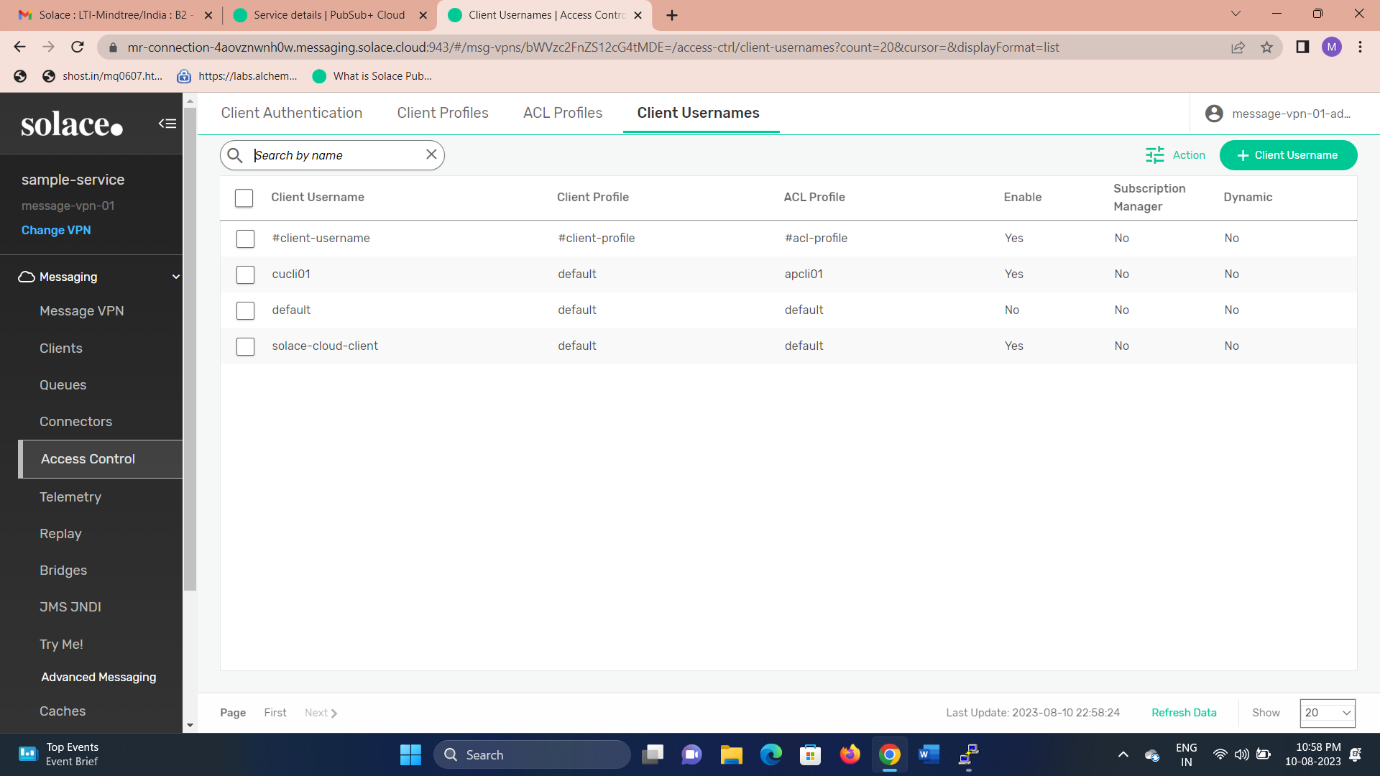 Solace : LTI-Mindtree/India : B2 -
Service details | PubSub+ Cloud
Client Usernames | Access Contro
mr-connection-4aovznwnh0w.messaging.solace.cloud:943/#/msg-vpns/bWVzc2FnZS12cG4tMDE=/access-ctrl/client-usernames?count=20&cursor=&displayFormat=list
M
shost.in/mq0607.ht...
https://labs.alchem...
What is Solace Pub...
solace.
sample-service
message-vpn-01
Change VPN
Messaging
Message VPN
Clients
Queues
Connectors
Access Control
Telemetry
Replay
Bridges
JMS JNDI
Try Me!
Advanced Messaging
Caches
Client Authentication
Client Profiles
ACL Profiles
Client Usernames
message-vpn-01-ad...
Search by name
Action
+ Client Username
Client Username Client Profile ACL Profile Enable Subscription Manager Dynamic
#client-username #client-profile #acl-profile Yes No No
cucli01 default apcli01 Yes No No
default default default No No No
solace-cloud-client default default Yes No No
Page First Next
Last Update: 2023-08-10 22:58:24
Refresh Data
Show 20
Top Events
Event Brief
Search
ENG
IN
10:58 PM
10-08-2023